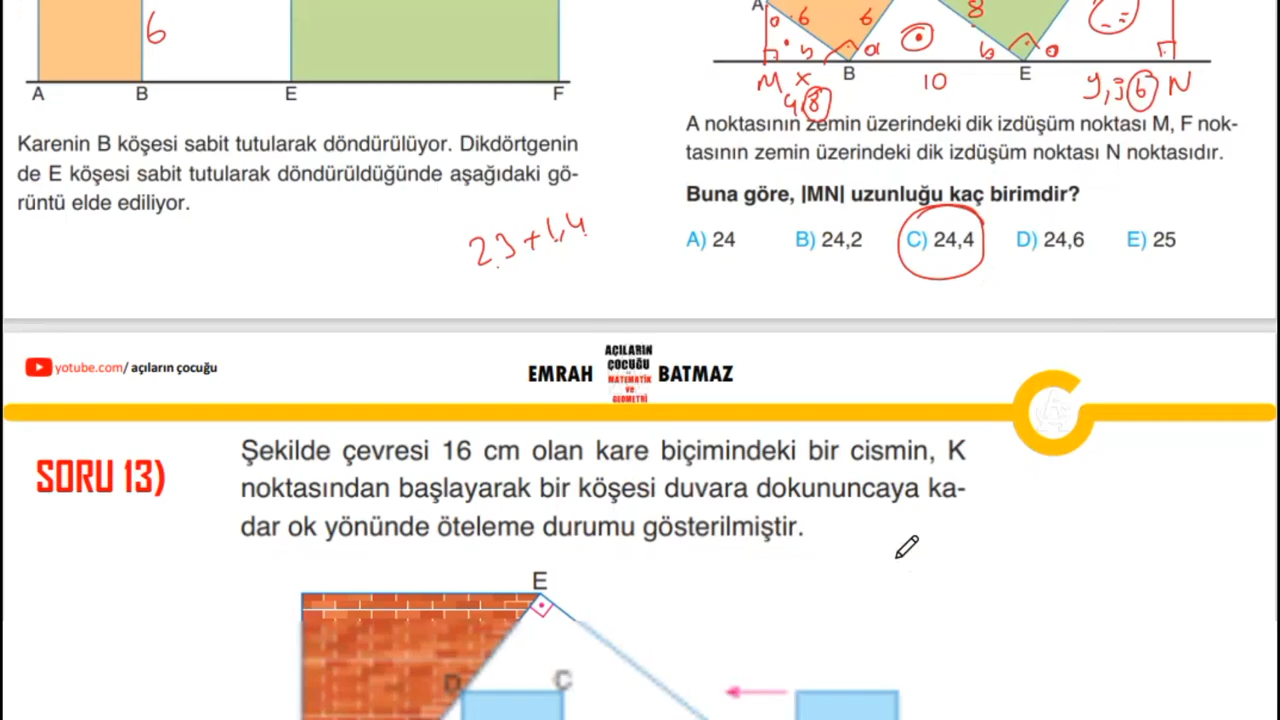 6
A B E F
Karenin B köşesi sabit tutularak döndürülüyor. Dikdörtgenin
de E köşesi sabit tutularak döndürüldüğünde aşağıdaki gö-
rüntü elde ediliyor.
23+1,4
A
6 6 8
B E
M x 10 N
4,8
A noktasının zemin üzerindeki dik izdüşüm noktası M, F nok-
tasının zemin üzerindeki dik izdüşüm noktası N noktasıdır.
Buna göre, |MN| uzunluğu kaç birimdir?
A) 24 B) 24,2 C) 24,4 D) 24,6 E) 25
yotube.com/ açıların çocuğu
EMRAH
AÇILARIN
ÇOCUĞU
MATEMATİK
ve
GEOMETRİ
BATMAZ
SORU 13)
Şekilde çevresi 16 cm olan kare biçimindeki bir cismin, K
noktasından başlayarak bir köşesi duvara dokununcaya ka-
dar ok yönünde öteleme durumu gösterilmiştir.
E
D C